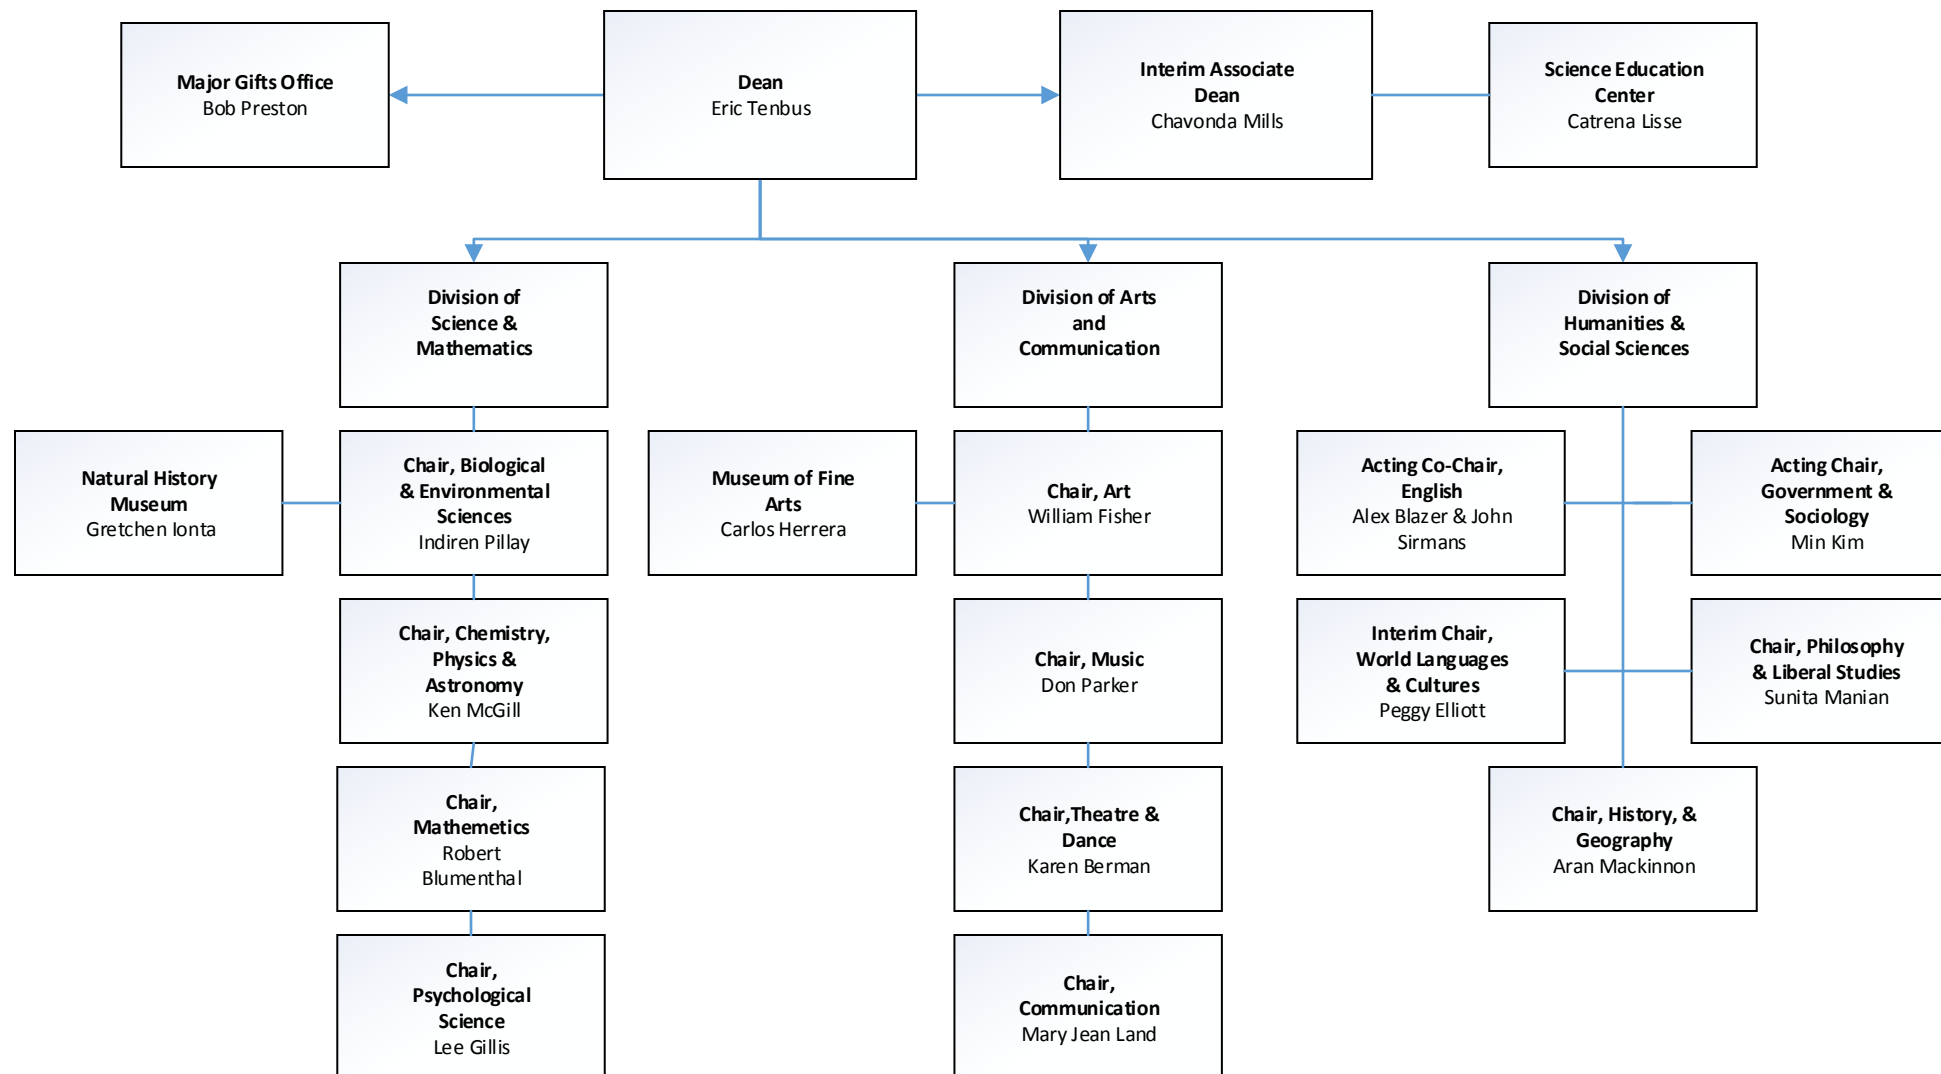 Major Gifts Office
Bob Preston
Dean
Eric Tenbus
Interim Associate
Dean
Chavonda Mills
Science Education
Center
Catrena Lisse
Division of
Science &
Mathematics
Division of Arts
and
Communication
Division of
Humanities &
Social Sciences
Natural History
Museum
Gretchen Ionta
Chair, Biological
& Environmental
Sciences
Indiren Pillay
Museum of Fine
Arts
Carlos Herrera
Chair, Art
William Fisher
Acting Co-Chair,
English
Alex Blazer & John
Sirmans
Acting Chair,
Government &
Sociology
Min Kim
Chair, Chemistry,
Physics &
Astronomy
Ken McGill
Chair, Music
Don Parker
Interim Chair,
World Languages
& Cultures
Peggy Elliott
Chair, Philosophy
& Liberal Studies
Sunita Manian
Chair,
Mathemetics
Robert
Blumenthal
Chair,Theatre &
Dance
Karen Berman
Chair, History, &
Geography
Aran Mackinnon
Chair,
Psychological
Science
Lee Gillis
Chair,
Communication
Mary Jean Land